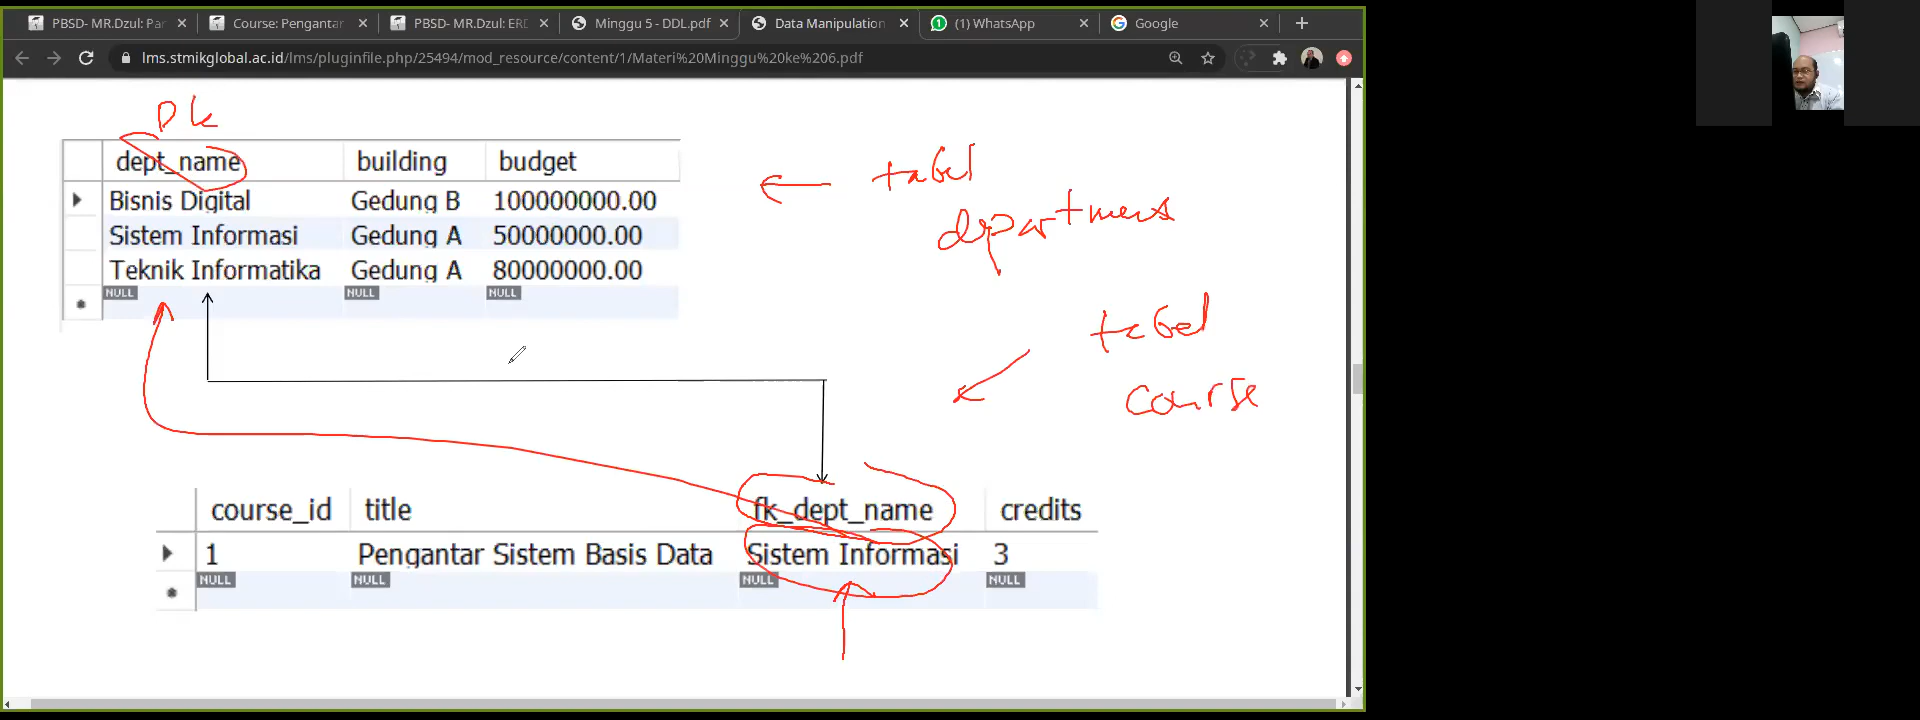 PBSD- MR.Dzul: Par
Course: Pengantar
PBSD- MR.Dzul: ERD
Minggu 5 - DDL.pdf
Data Manipulation
(1) WhatsApp
Google
lms.stmikglobal.ac.id/lms/pluginfile.php/25494/mod_resource/content/1/Materi%20Minggu%20ke%206.pdf
pk
dept_name building budget
Bisnis Digital Gedung B 100000000.00
Sistem Informasi Gedung A 50000000.00
Teknik Informatika Gedung A 80000000.00
NULL NULL NULL
tabel
department
tabel
course
course_id title fk_dept_name credits
1 Pengantar Sistem Basis Data Sistem Informasi 3
NULL NULL NULL NULL